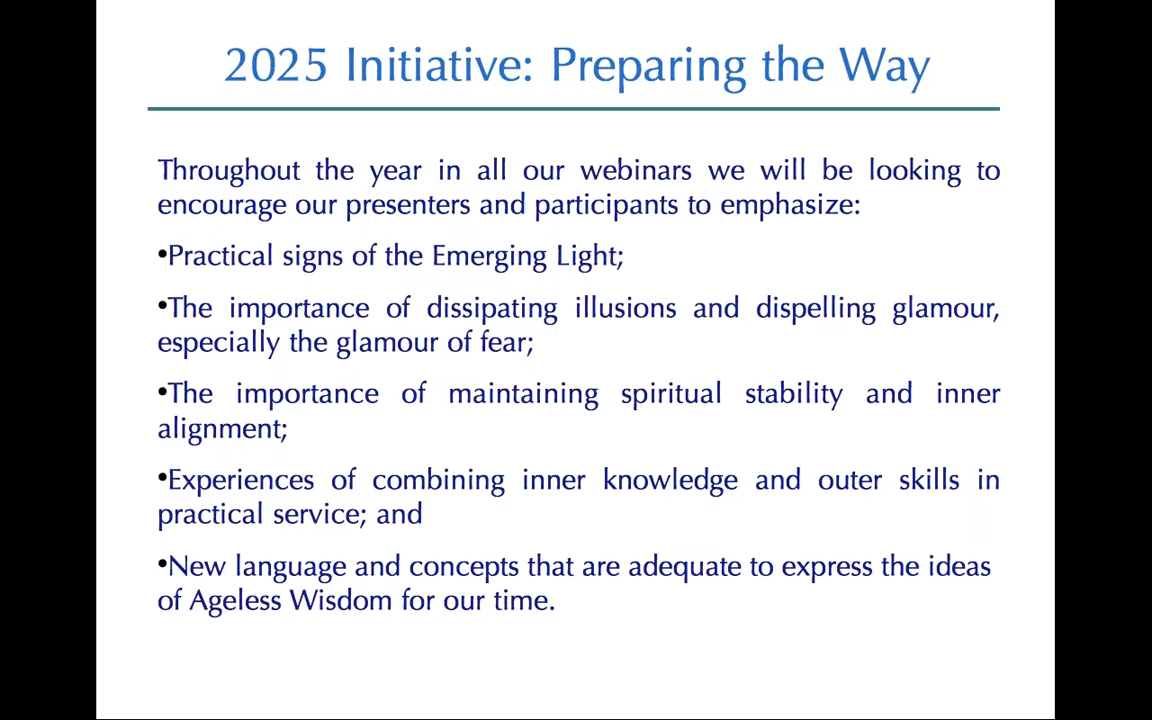 2025 Initiative: Preparing the Way
Throughout the year in all our webinars we will be looking to
encourage our presenters and participants to emphasize:
•Practical signs of the Emerging Light;
•The importance of dissipating illusions and dispelling glamour,
especially the glamour of fear;
•The importance of maintaining spiritual stability and inner
alignment;
•Experiences of combining inner knowledge and outer skills in
practical service; and
•New language and concepts that are adequate to express the ideas
of Ageless Wisdom for our time.